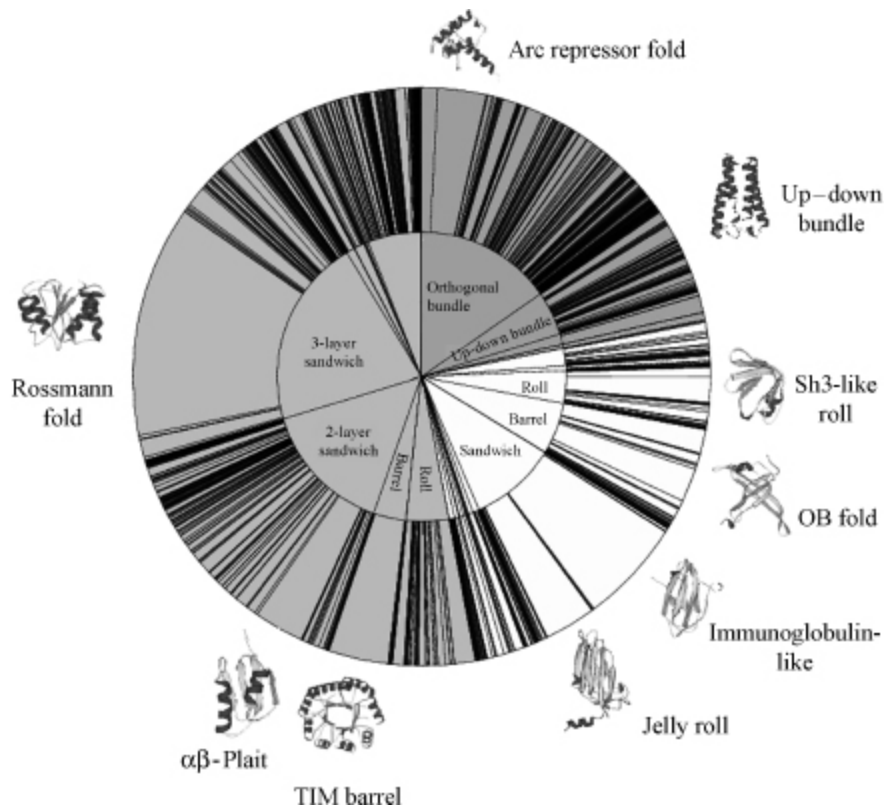 Arc repressor fold
Up–down
bundle
Orthogonal
bundle
Up-down bundle
3-layer
sandwich
Rossmann
fold
Roll
Sh3-like
roll
Barrel
2-layer
sandwich
Sandwich
Barrel
Roll
OB fold
Immunoglobulin-
like
Jelly roll
αβ-Plait
TIM barrel